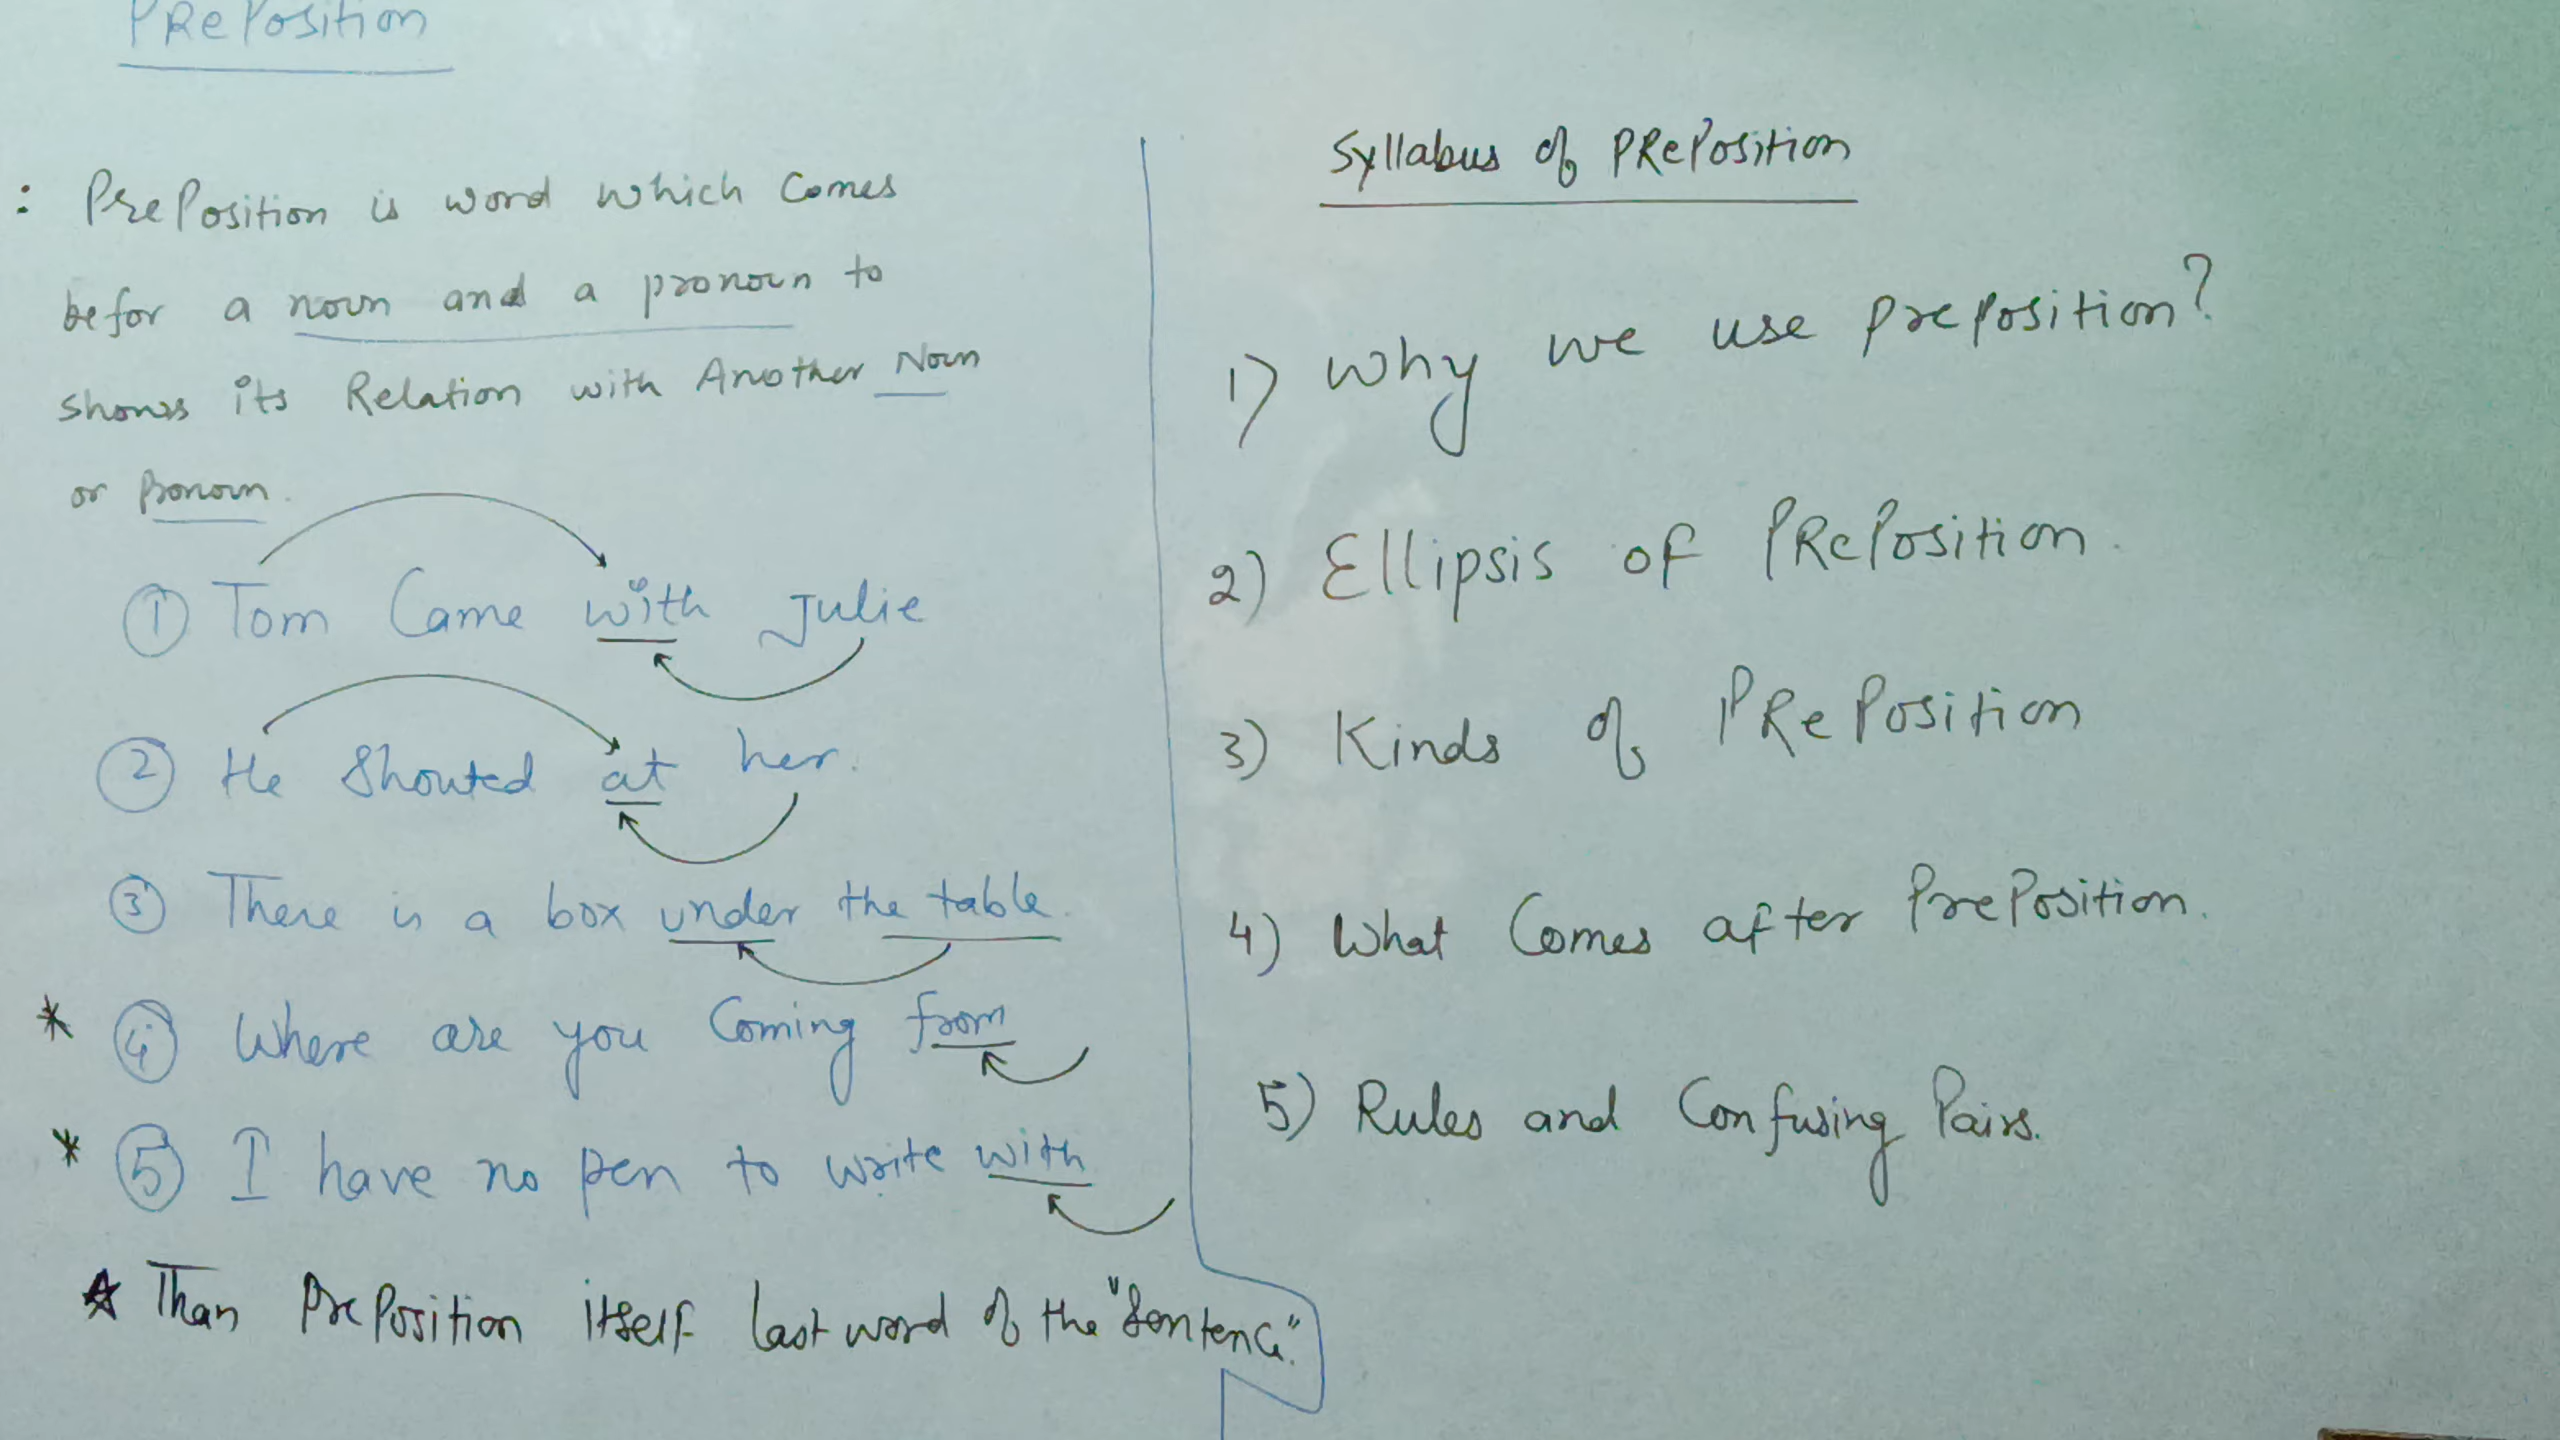 PRePosition
: PrePosition is word which Comes
befor a noun and a pronoun to
shows its Relation with Another Noun
or Pronoun.
① Tom Came with Julie
② He Shouted at her.
③ There is a box under the table.
* ④ Where are you Coming from
* ⑤ I have no pen to write with
☆ Than PrePosition itself last word of the "Sentence."
Syllabus of PRePosition
1) Why we use preposition?
2) Ellipsis of PRePosition.
3) Kinds of PRePosition
4) What Comes after PrePosition.
5) Rules and Confusing Pairs.